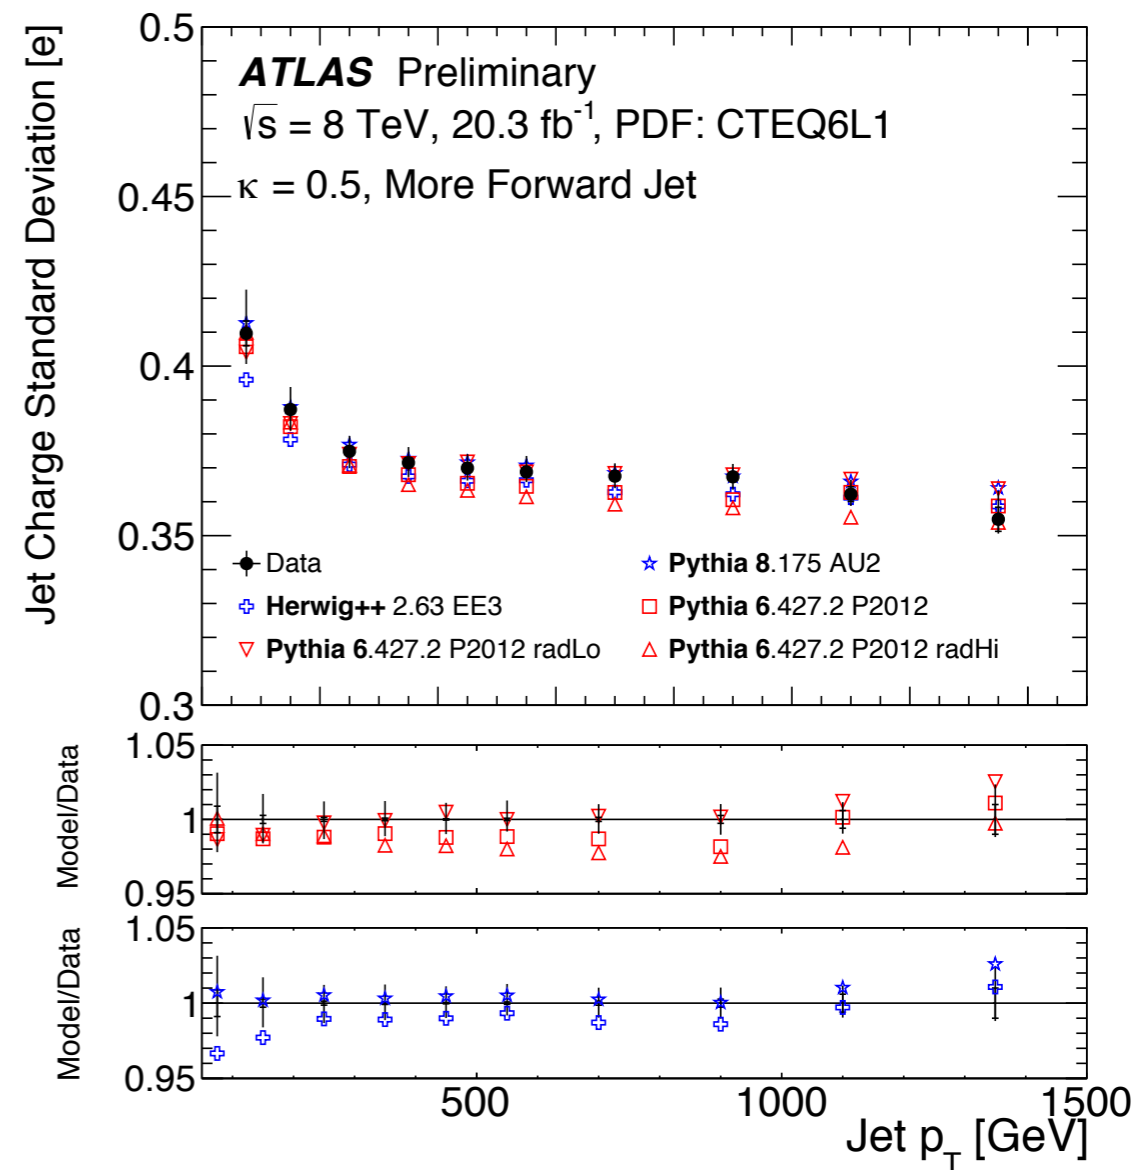 Jet Charge Standard Deviation [e]
0.5
0.45
0.4
0.35
0.3
ATLAS Preliminary
√s = 8 TeV, 20.3 fb⁻¹, PDF: CTEQ6L1
κ = 0.5, More Forward Jet
Data
Pythia 8.175 AU2
Herwig++ 2.63 EE3
Pythia 6.427.2 P2012
Pythia 6.427.2 P2012 radLo
Pythia 6.427.2 P2012 radHi
Model/Data
1.05
1
0.95
Model/Data
1.05
1
0.95
500
1000
1500
Jet p_T [GeV]